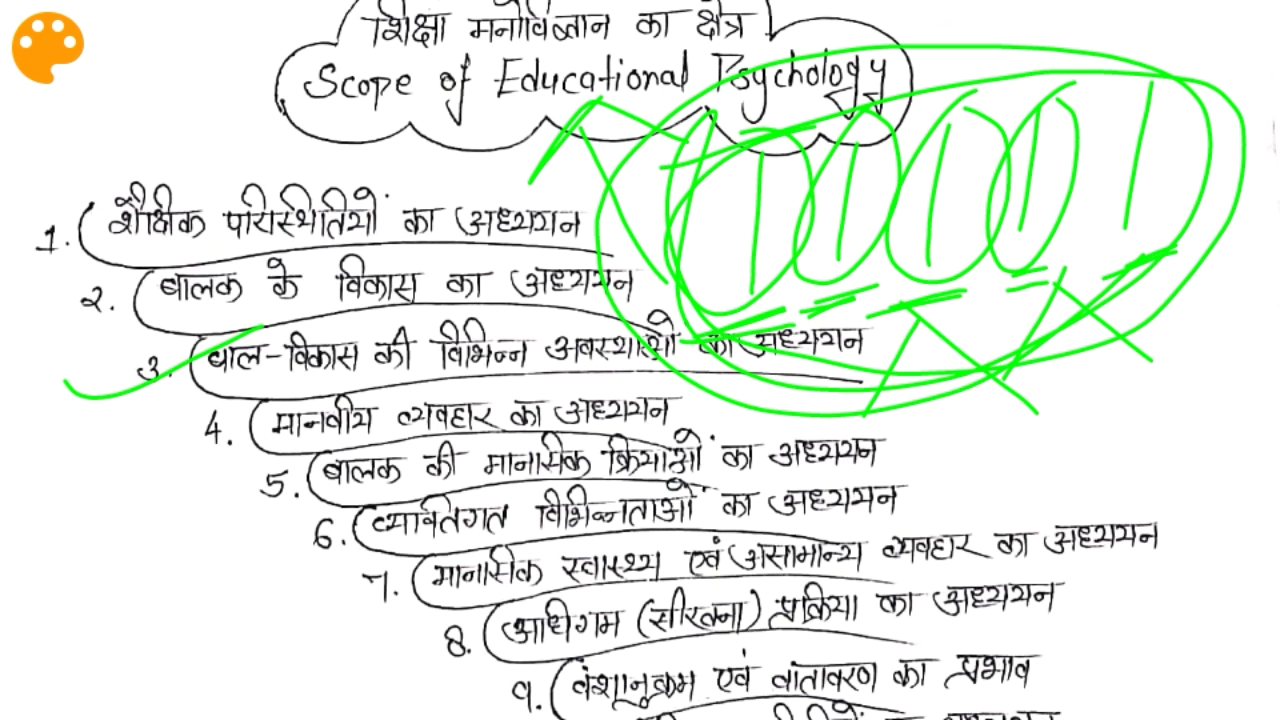 शिक्षा मनोविज्ञान का क्षेत्र
Scope of Educational Psychology
1. शैक्षिक परिस्थितियों का अध्ययन
2. बालक के विकास का अध्ययन
3. बाल-विकास की विभिन्न अवस्थाओं का अध्ययन
4. मानवीय व्यवहार का अध्ययन
5. बालक की मानसिक क्रियाओं का अध्ययन
6. व्यक्तिगत विभिन्नताओं का अध्ययन
7. मानसिक स्वास्थ्य एवं असामान्य व्यवहार का अध्ययन
8. अधिगम (सीखना) प्रक्रिया का अध्ययन
9. वंशानुक्रम एवं वातावरण का प्रभाव